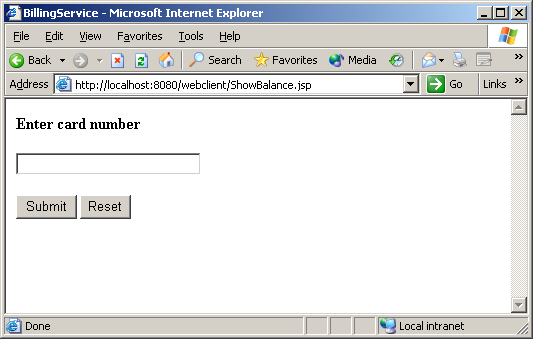 BillingService - Microsoft Internet Explorer
File Edit View Favorites Tools Help
Back Search Favorites Media »
Address http://localhost:8080/webclient/ShowBalance.jsp Go Links »
Enter card number
Submit Reset
Done Local intranet